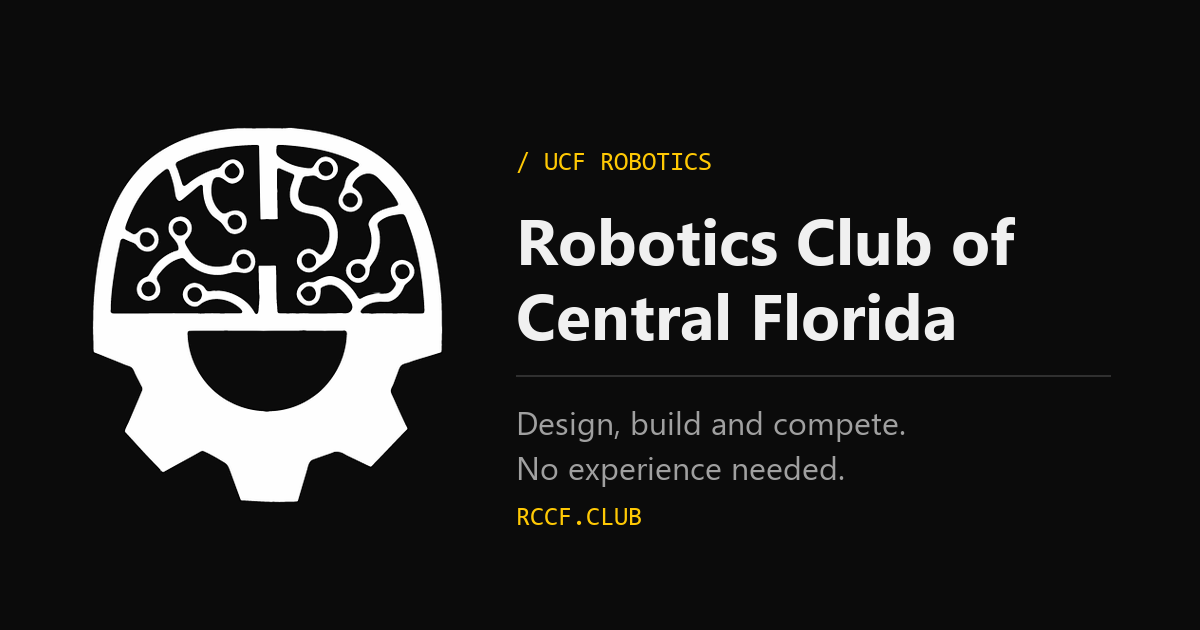 / UCF ROBOTICS
Robotics Club of
Central Florida
Design, build and compete.
No experience needed.
RCCF.CLUB